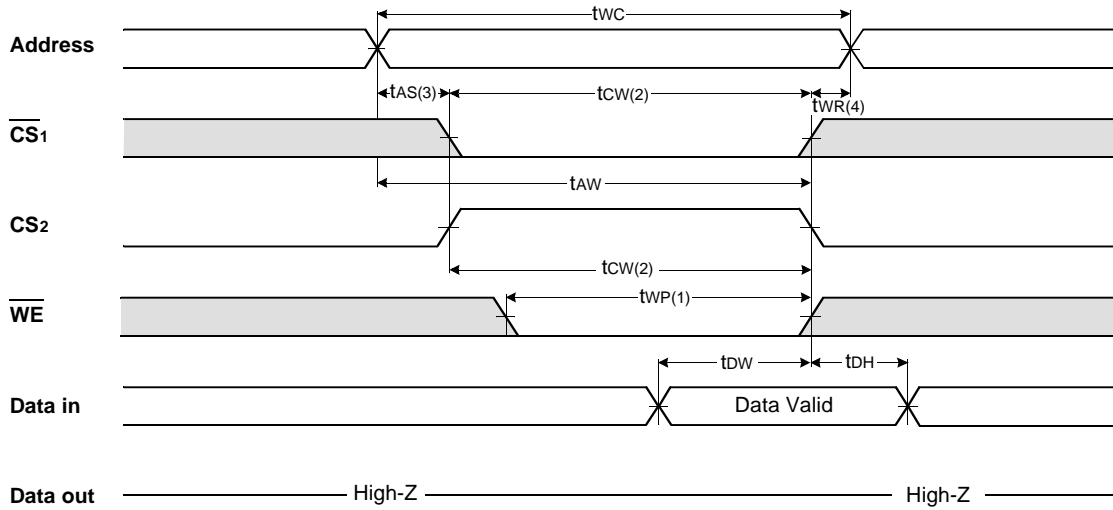 tWC
Address
tAS(3) tCW(2) tWR(4)
CS1
tAW
CS2
tCW(2)
tWP(1)
WE
tDW tDH
Data in Data Valid
Data out High-Z High-Z